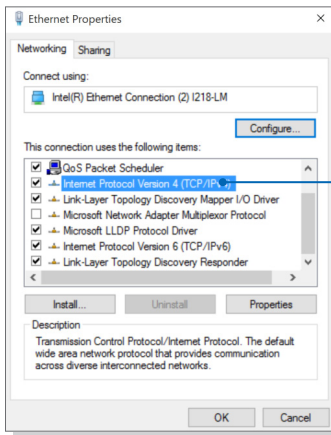 Ethernet Properties
Networking Sharing
Connect using:
Intel(R) Ethernet Connection (2) I218-LM
Configure...
This connection uses the following items:
QoS Packet Scheduler
Internet Protocol Version 4 (TCP/IPv4)
Link-Layer Topology Discovery Mapper I/O Driver
Microsoft Network Adapter Multiplexor Protocol
Microsoft LLDP Protocol Driver
Internet Protocol Version 6 (TCP/IPv6)
Link-Layer Topology Discovery Responder
Install... Uninstall Properties
Description
Transmission Control Protocol/Internet Protocol. The default
wide area network protocol that provides communication
across diverse interconnected networks.
OK Cancel